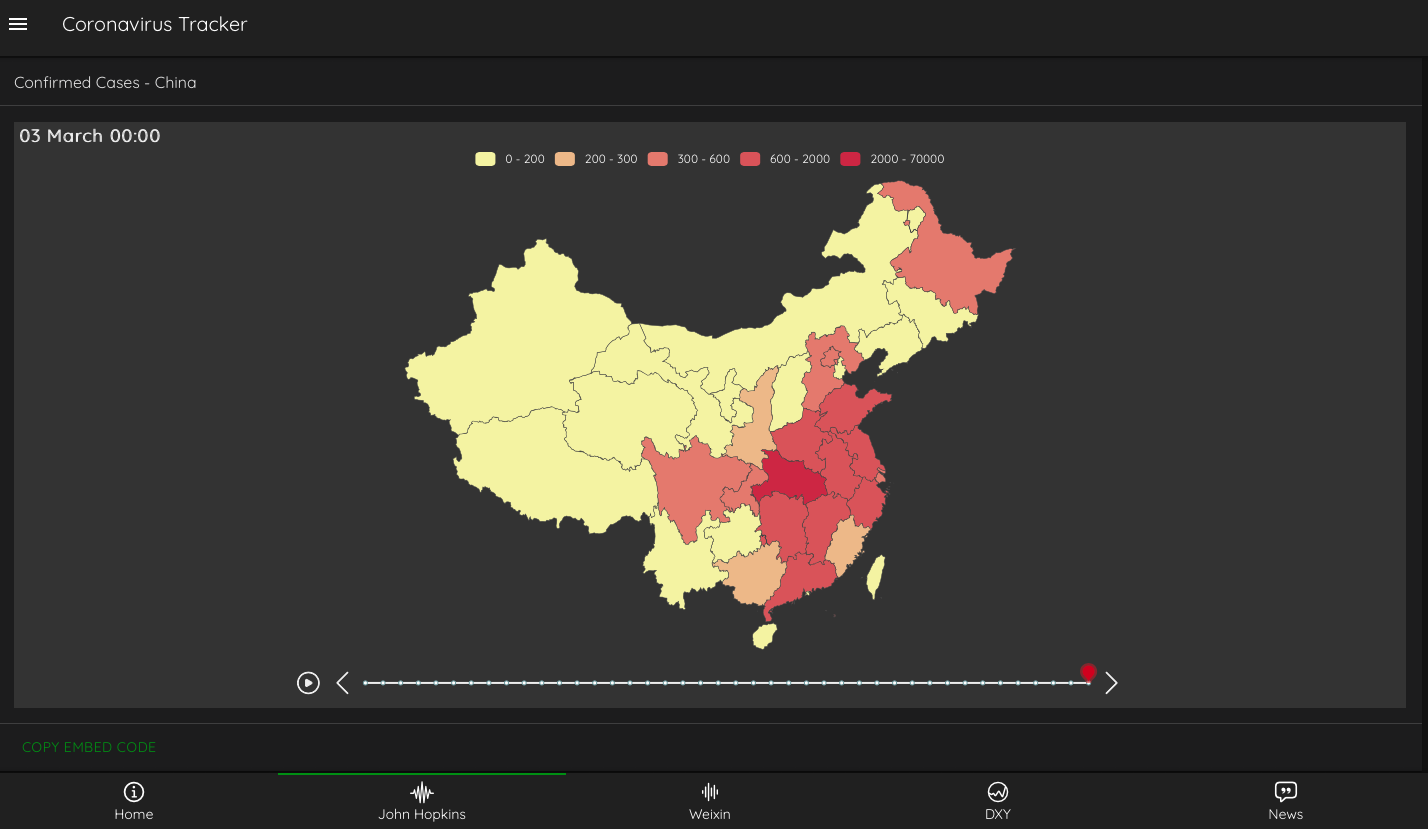 Coronavirus Tracker
Confirmed Cases - China
03 March 00:00
0 - 200 200 - 300 300 - 600 600 - 2000 2000 - 70000
COPY EMBED CODE
Home John Hopkins Weixin DXY News